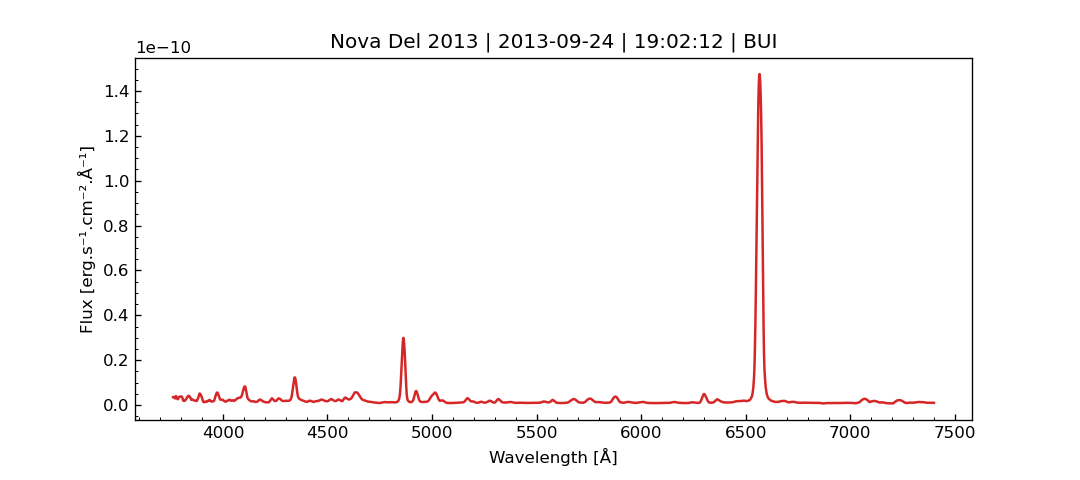 Nova Del 2013 | 2013-09-24 | 19:02:12 | BUI
1e−10
1.4
1.2
1.0
0.8
0.6
0.4
0.2
0.0
Flux [erg.s⁻¹.cm⁻².Å⁻¹]
4000 4500 5000 5500 6000 6500 7000 7500
Wavelength [Å]